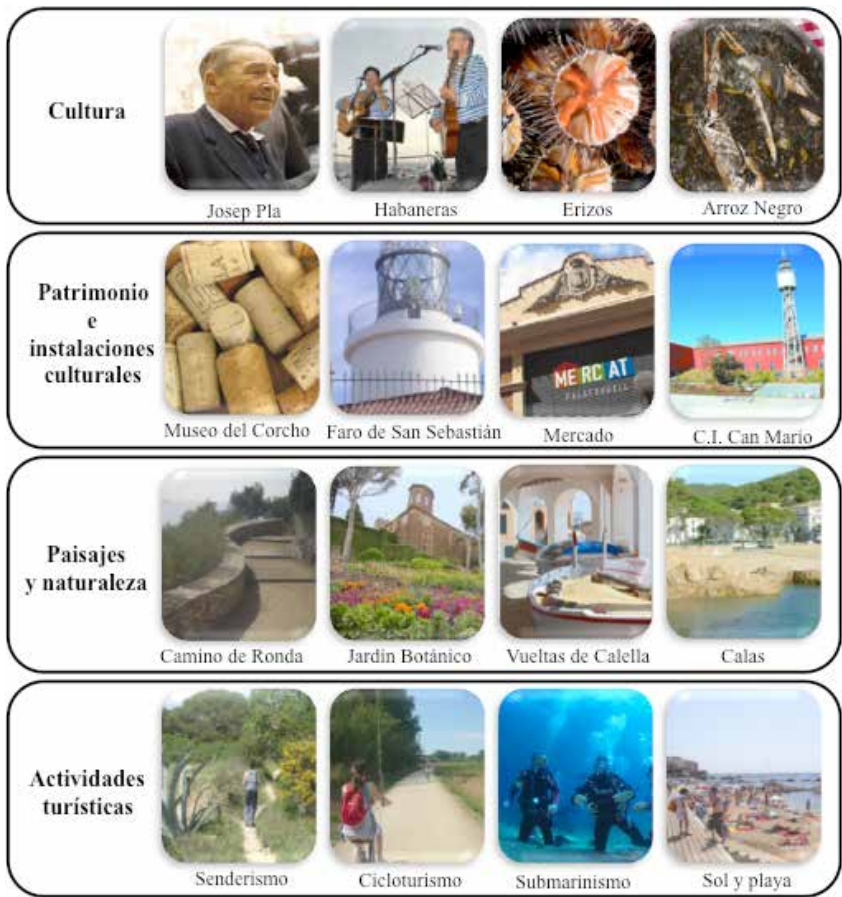 Cultura
Josep Pla
Habaneras
Erizos
Arroz Negro
Patrimonio
e
instalaciones
culturales
MERCAT
PALAFRUGELL
Museo del Corcho
Faro de San Sebastián
Mercado
C.I. Can Mario
Paisajes
y naturaleza
Camino de Ronda
Jardín Botánico
Vueltas de Calella
Calas
Actividades
turísticas
Senderismo
Cicloturismo
Submarinismo
Sol y playa